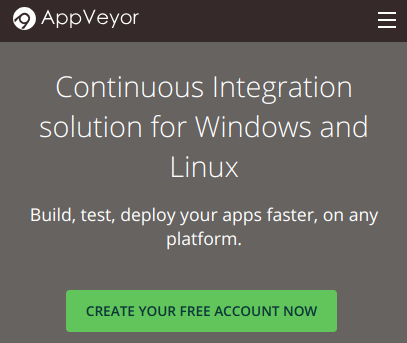 AppVeyor
Continuous Integration
solution for Windows and
Linux
Build, test, deploy your apps faster, on any
platform.
CREATE YOUR FREE ACCOUNT NOW